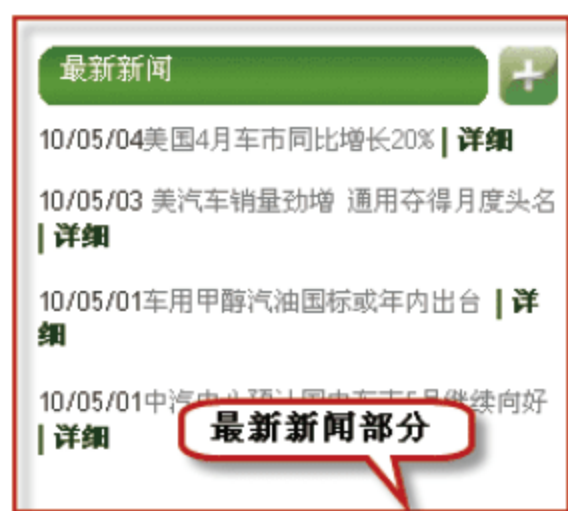 最新新闻
10/05/04美国4月车市同比增长20% | 详细
10/05/03 美汽车销量劲增 通用夺得月度头名
| 详细
10/05/01车用甲醇汽油国标或年内出台 | 详
细
10/05/01中汽 继续向好
| 详细
最新新闻部分